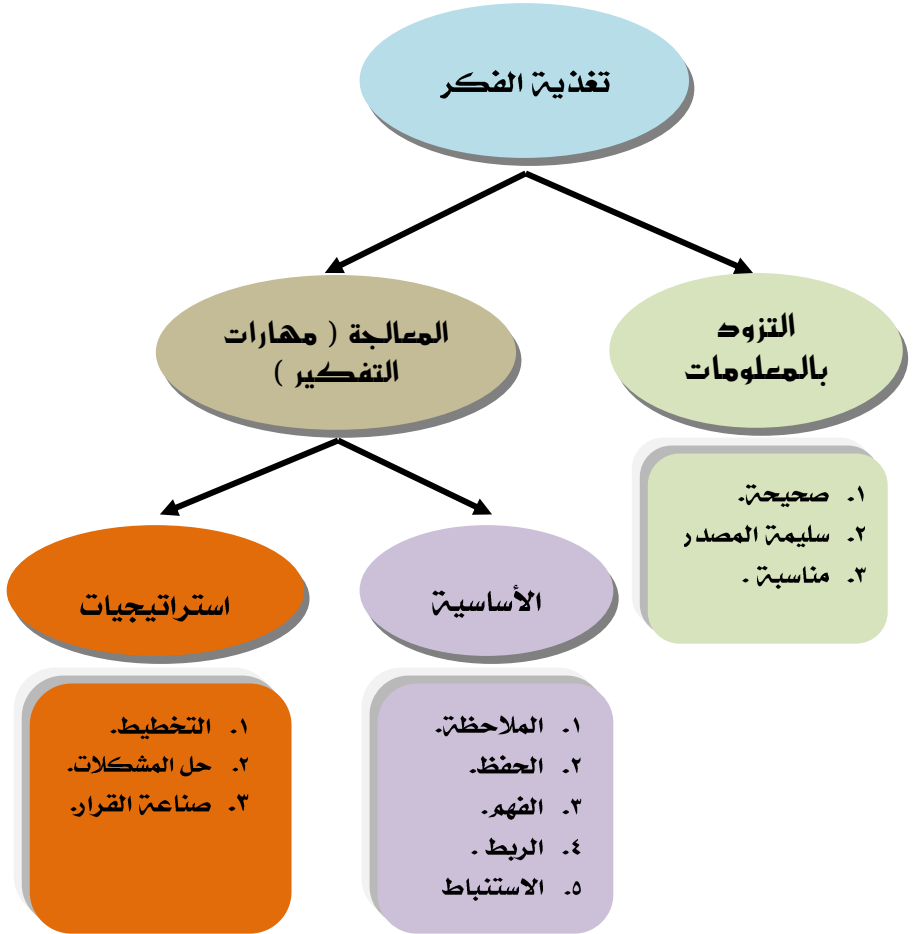 تغذية الفكر
التزود
بالمعلومات
١. صحيحة.
٢. سليمة المصدر
٣. مناسبة .
المعالجة ( مهارات
التفكير )
الأساسية
١. الملاحظة.
٢. الحفظ.
٣. الفهم.
٤. الربط .
٥. الاستنباط
استراتيجيات
١. التخطيط.
٢. حل المشكلات.
٣. صناعة القرار.